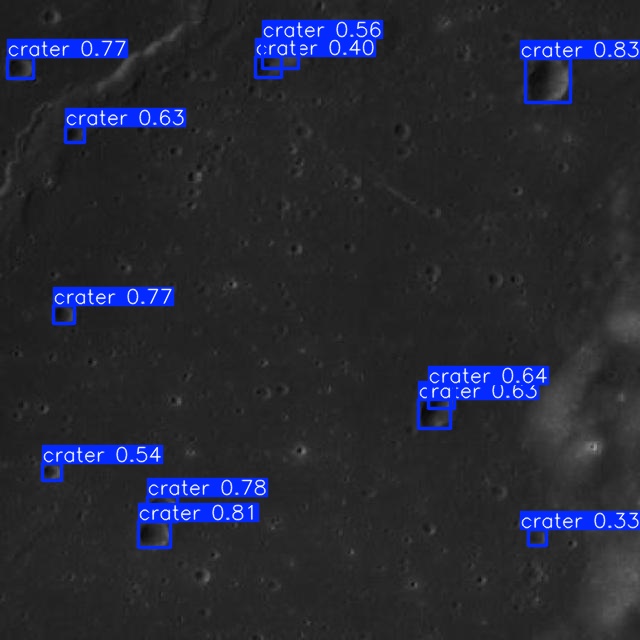 crater 0.56
crater 0.77
crater 0.40
crater 0.83
crater 0.63
crater 0.77
crater 0.64
crater 0.63
crater 0.54
crater 0.78
crater 0.81
crater 0.33